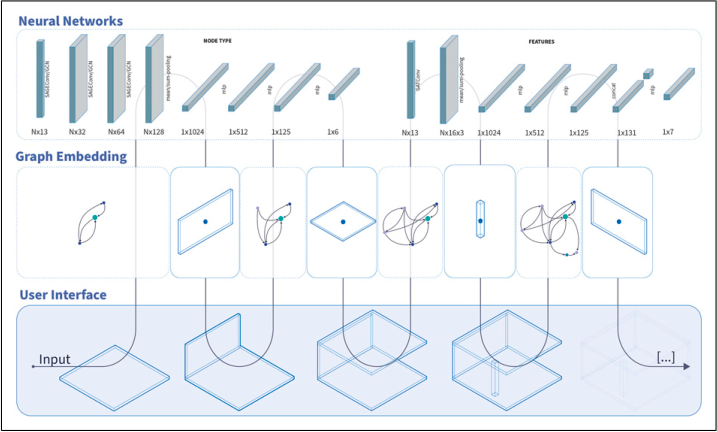 Neural Networks
NODE TYPE
FEATURES
SAGEConv/GCN
SAGEConv/GCN
SAGEConv/GCN
mean/sum-pooling
mlp
mlp
mlp
GATConv
mean/sum-pooling
mlp
mlp
mlp
concat
mlp
Nx13 Nx32 Nx64 Nx128 1x1024 1x512 1x125 1x6 Nx13 Nx16x3 1x1024 1x512 1x125 1x131 1x7
Graph Embedding
User Interface
Input
[...]